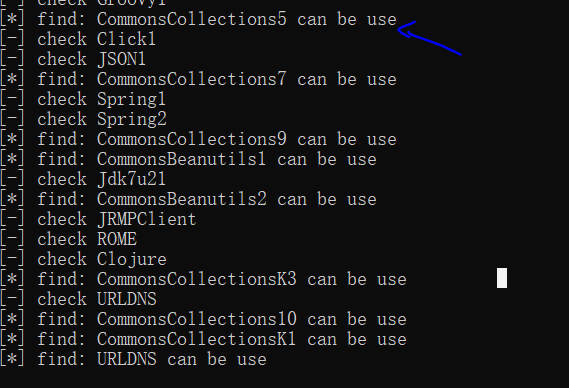 [-] check Groovy1
[*] find: CommonsCollections5 can be use
[-] check Click1
[-] check JSON1
[*] find: CommonsCollections7 can be use
[-] check Spring1
[-] check Spring2
[*] find: CommonsCollections9 can be use
[*] find: CommonsBeanutils1 can be use
[-] check Jdk7u21
[*] find: CommonsBeanutils2 can be use
[-] check JRMPClient
[-] check ROME
[-] check Clojure
[*] find: CommonsCollectionsK3 can be use
[-] check URLDNS
[*] find: CommonsCollections10 can be use
[*] find: CommonsCollectionsK1 can be use
[*] find: URLDNS can be use